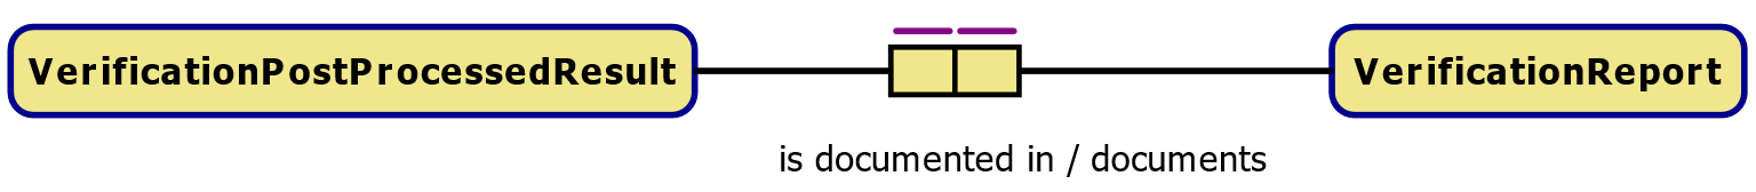 VerificationPostProcessedResult
VerificationReport
is documented in / documents